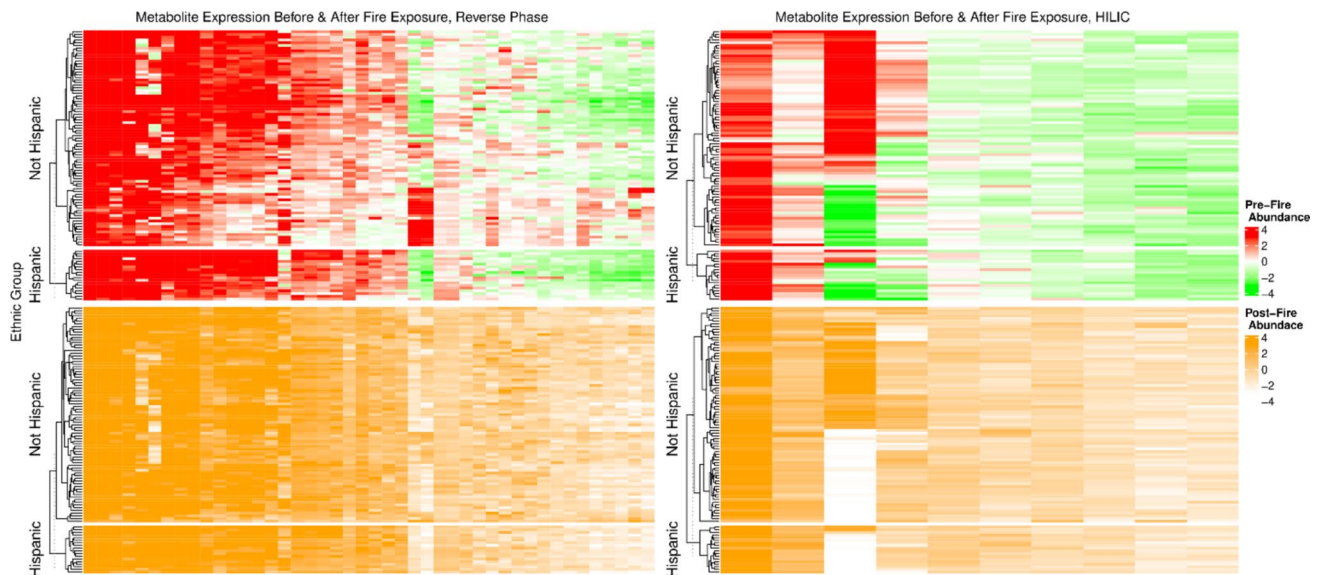 Metabolite Expression Before & After Fire Exposure, Reverse Phase
Metabolite Expression Before & After Fire Exposure, HILIC
Ethnic Group
Not Hispanic
Hispanic
Not Hispanic
Hispanic
Not Hispanic
Hispanic
Not Hispanic
Hispanic
Pre-Fire
Abundance
4
2
0
-2
-4
Post-Fire
Abundace
4
2
0
-2
-4